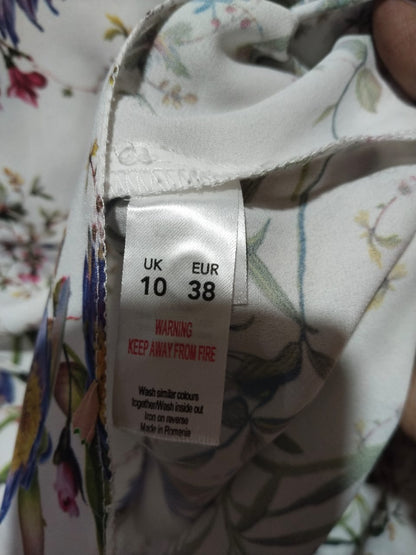 UK EUR
10 38
WARNING
KEEP AWAY FROM FIRE
Wash similar colours
together/Wash inside out
Iron on reverse
Made in Romania